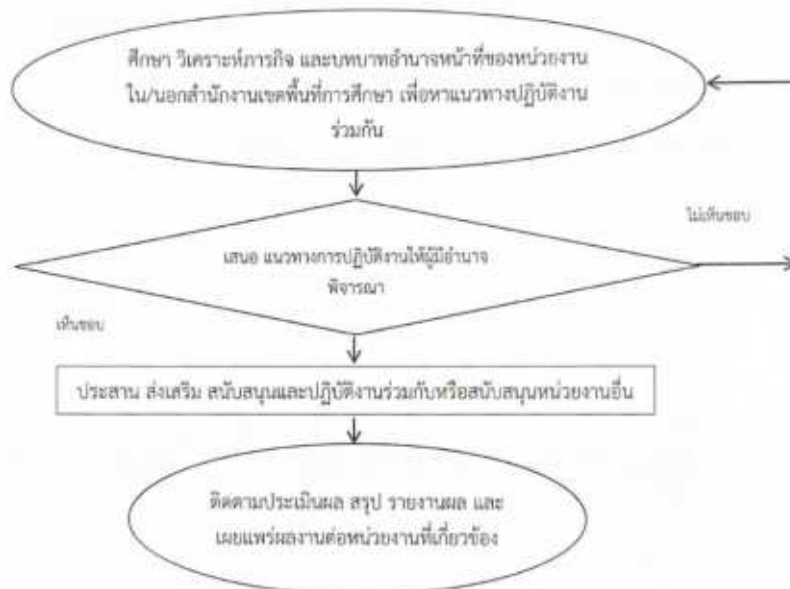 ศึกษา วิเคราะห์ภารกิจ และบทบาทอำนาจหน้าที่ของหน่วยงาน
ใน/นอกสำนักงานเขตพื้นที่การศึกษา เพื่อหาแนวทางปฏิบัติงาน
ร่วมกัน
ไม่เห็นชอบ
เสนอ แนวทางการปฏิบัติงานให้ผู้มีอำนาจ
พิจารณา
เห็นชอบ
ประสาน ส่งเสริม สนับสนุนและปฏิบัติงานร่วมกับหรือสนับสนุนหน่วยงานอื่น
ติดตามประเมินผล สรุป รายงานผล และ
เผยแพร่ผลงานต่อหน่วยงานที่เกี่ยวข้อง